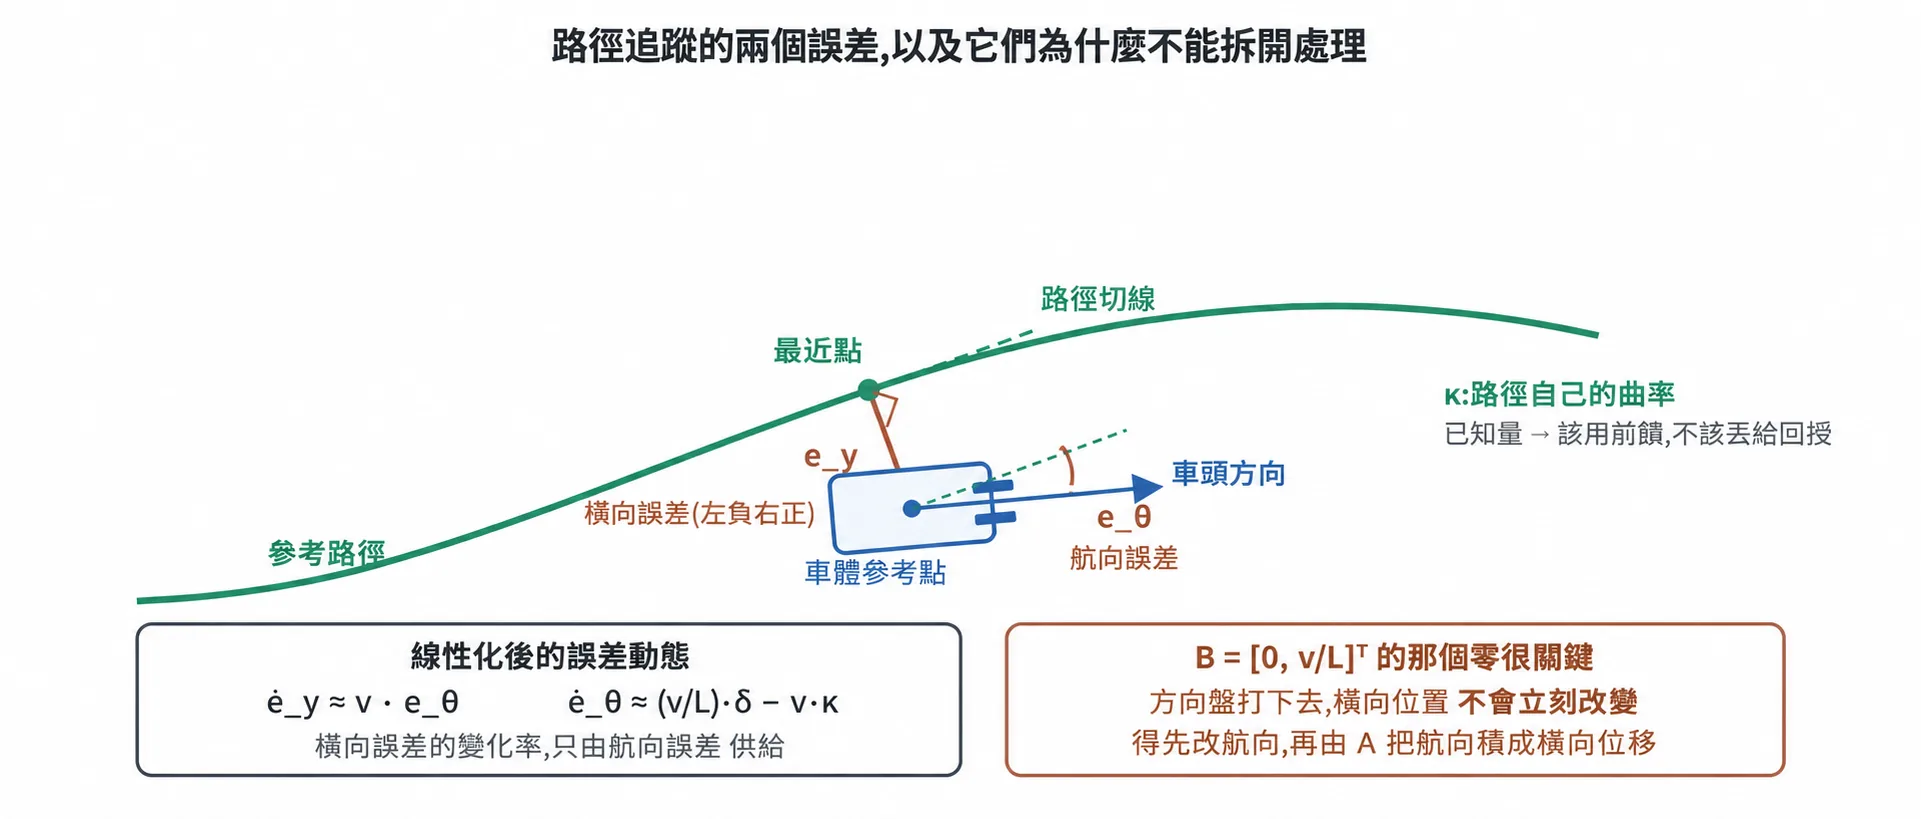 路徑追蹤的兩個誤差,以及它們為什麼不能拆開處理
路徑切線
最近點
κ:路徑自己的曲率
已知量 → 該用前饋,不該丟給回授
e_y
車頭方向
橫向誤差(左負右正)
e_θ
參考路徑
航向誤差
車體參考點
線性化後的誤差動態
ė_y ≈ v · e_θ ė_θ ≈ (v/L)·δ − v·κ
橫向誤差的變化率,只由航向誤差 供給
B = [0, v/L]ᵀ 的那個零很關鍵
方向盤打下去,橫向位置 不會立刻改變
得先改航向,再由 A 把航向積成橫向位移